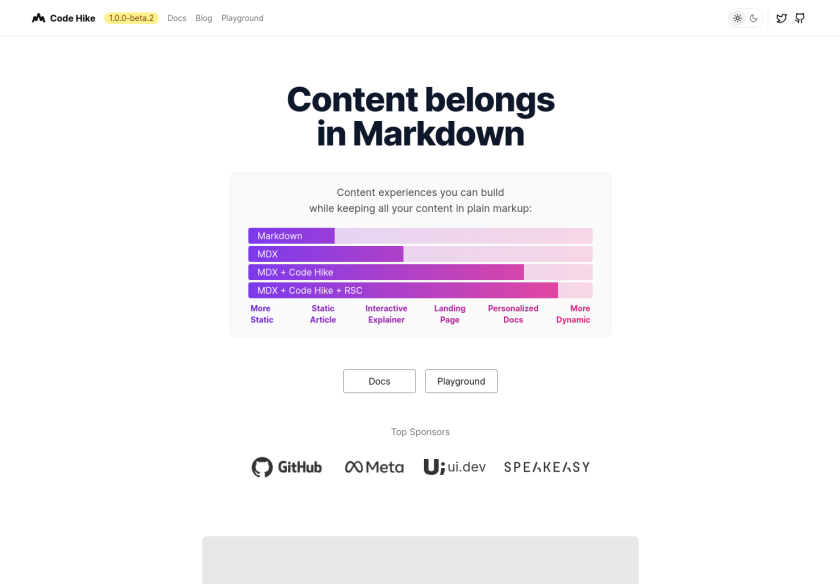 Code Hike 1.0.0-beta.2 Docs Blog Playground
Content belongs
in Markdown
Content experiences you can build
while keeping all your content in plain markup:
Markdown
MDX
MDX + Code Hike
MDX + Code Hike + RSC
More Static
Static Article
Interactive Explainer
Landing Page
Personalized Docs
More Dynamic
Docs Playground
Top Sponsors
GitHub Meta U; ui.dev SPEAKEASY